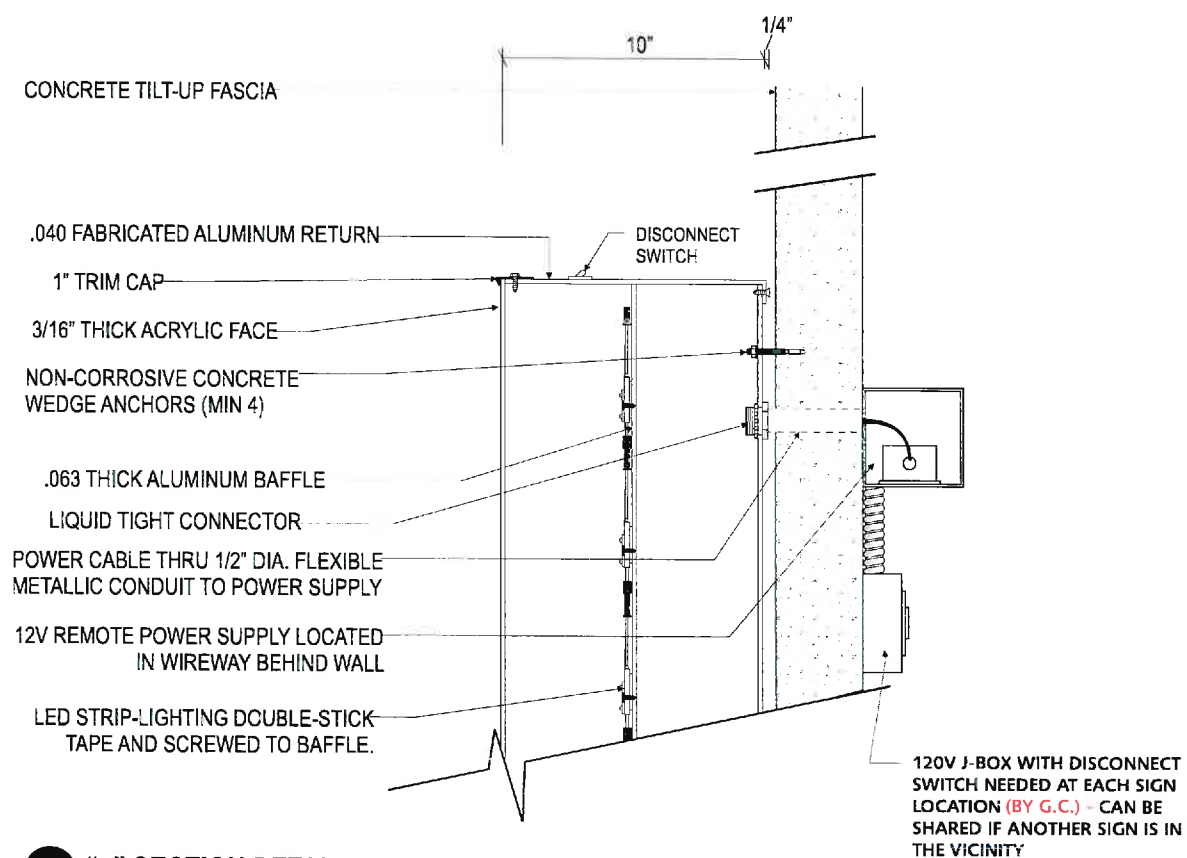 1/4"
10"
CONCRETE TILT-UP FASCIA
.040 FABRICATED ALUMINUM RETURN
DISCONNECT
SWITCH
1" TRIM CAP
3/16" THICK ACRYLIC FACE
NON-CORROSIVE CONCRETE
WEDGE ANCHORS (MIN 4)
.063 THICK ALUMINUM BAFFLE
LIQUID TIGHT CONNECTOR
POWER CABLE THRU 1/2" DIA. FLEXIBLE
METALLIC CONDUIT TO POWER SUPPLY
12V REMOTE POWER SUPPLY LOCATED
IN WIREWAY BEHIND WALL
LED STRIP-LIGHTING DOUBLE-STICK
TAPE AND SCREWED TO BAFFLE.
120V J-BOX WITH DISCONNECT
SWITCH NEEDED AT EACH SIGN
LOCATION (BY G.C.) - CAN BE
SHARED IF ANOTHER SIGN IS IN
THE VICINITY